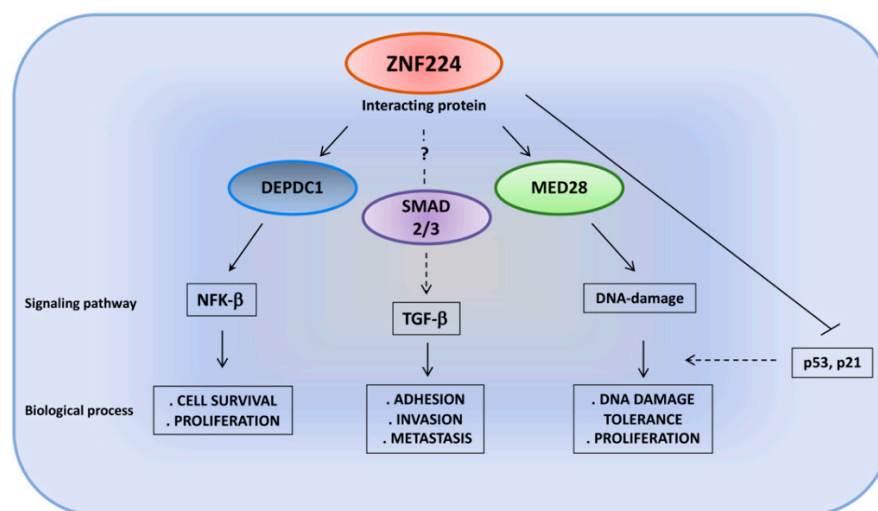 ZNF224
Interacting protein
?
DEPDC1
SMAD
2/3
MED28
Signaling pathway
NFK-β
TGF-β
DNA-damage
p53, p21
Biological process
. CELL SURVIVAL
. PROLIFERATION
. ADHESION
. INVASION
. METASTASIS
. DNA DAMAGE
TOLERANCE
. PROLIFERATION